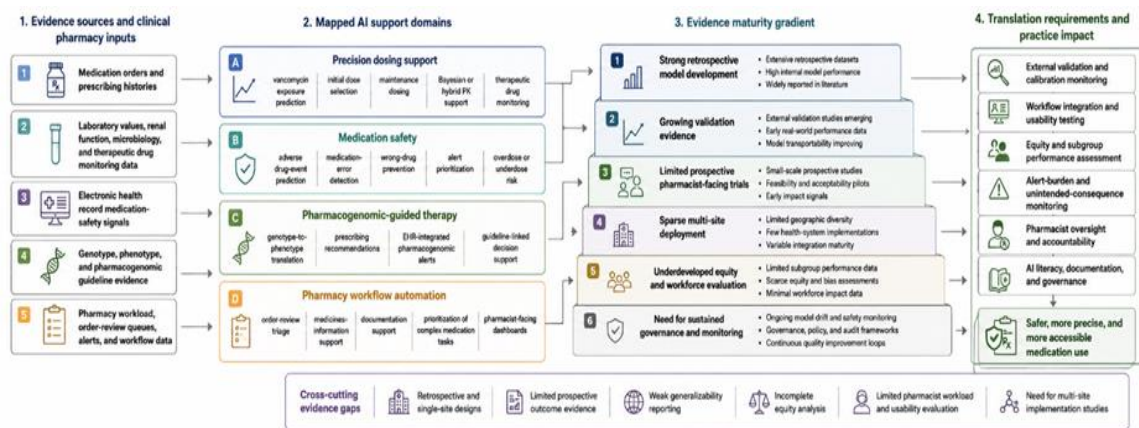 1. Evidence sources and clinical
pharmacy inputs
1
Medication orders and
prescribing histories
2
Laboratory values, renal
function, microbiology,
and therapeutic drug
monitoring data
3
Electronic health
record medication-
safety signals
4
Genotype, phenotype,
and pharmacogenomic
guideline evidence
5
Pharmacy workload,
order-review queues,
alerts, and workflow data
2. Mapped AI support domains
A
Precision dosing support
vancomycin
exposure
prediction
initial dose
selection
maintenance
dosing
Bayesian or
hybrid PK
support
therapeutic
drug
monitoring
B
Medication safety
adverse
drug-event
prediction
medication-
error
detection
wrong-drug
prevention
alert
prioritization
overdose or
underdose
risk
C
Pharmacogenomic-guided therapy
genotype-to-
phenotype
translation
prescribing
recommendations
EHR-integrated
pharmacogenomic
alerts
guideline-linked
decision
support
D
Pharmacy workflow automation
order-review
triage
medicines-
information
support
documentation
support
prioritization of
complex medication
tasks
pharmacist-facing
dashboards
3. Evidence maturity gradient
1
Strong retrospective
model development
• Extensive retrospective datasets
• High internal model performance
• Widely reported in literature
2
Growing validation
evidence
• External validation studies emerging
• Early real-world performance data
• Model transportability improving
3
Limited prospective
pharmacist-facing trials
• Small-scale prospective studies
• Feasibility and acceptability pilots
• Early impact signals
4
Sparse multi-site
deployment
• Limited geographic diversity
• Few health-system implementations
• Variable integration maturity
5
Underdeveloped equity
and workforce evaluation
• Limited subgroup performance data
• Scarce equity and bias assessments
• Minimal workforce impact data
6
Need for sustained
governance and monitoring
• Ongoing model drift and safety monitoring
• Governance, policy, and audit frameworks
• Continuous quality improvement loops
4. Translation requirements and
practice impact
External validation and
calibration monitoring
Workflow integration and
usability testing
Equity and subgroup
performance assessment
Alert-burden and
unintended-consequence
monitoring
Pharmacist oversight
and accountability
AI literacy, documentation,
and governance
Safer, more precise, and
more accessible
medication use
Cross-cutting
evidence gaps
Retrospective and
single-site designs
Limited prospective
outcome evidence
Weak generalizability
reporting
Incomplete
equity analysis
Limited pharmacist workload
and usability evaluation
Need for multi-site
implementation studies